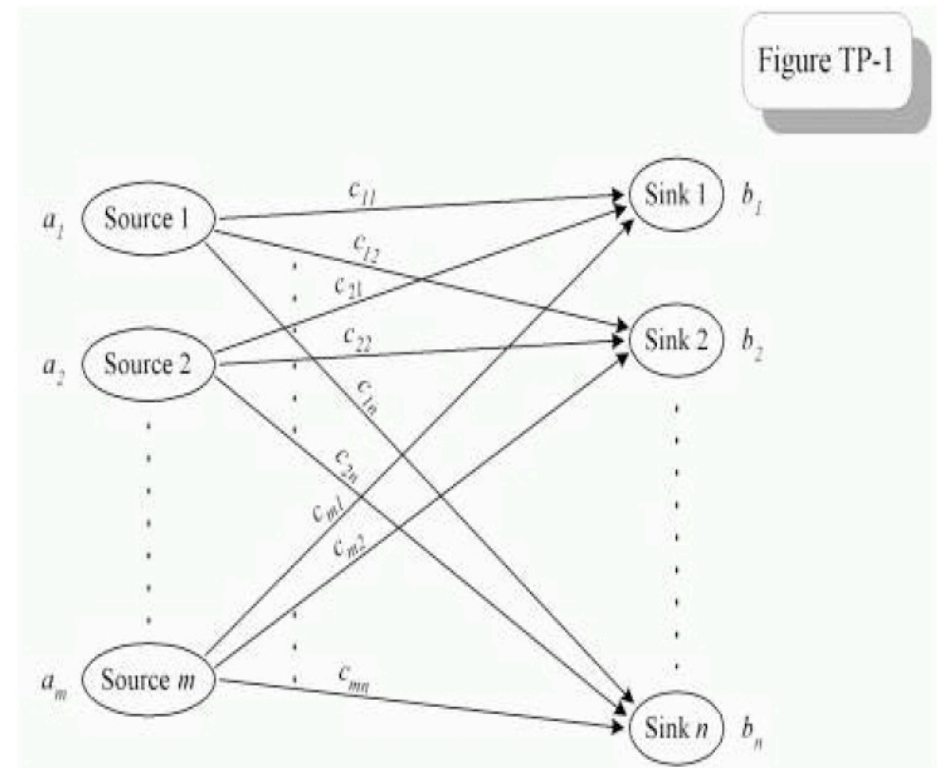 Figure TP-1
a₁ Source 1 c₁₁ Sink 1 b₁
c₁₂
c₂₁
a₂ Source 2 c₂₂ Sink 2 b₂
c₁ₙ
c₂ₙ
cₘ₁
cₘ₂
aₘ Source m cₘₙ Sink n bₙ